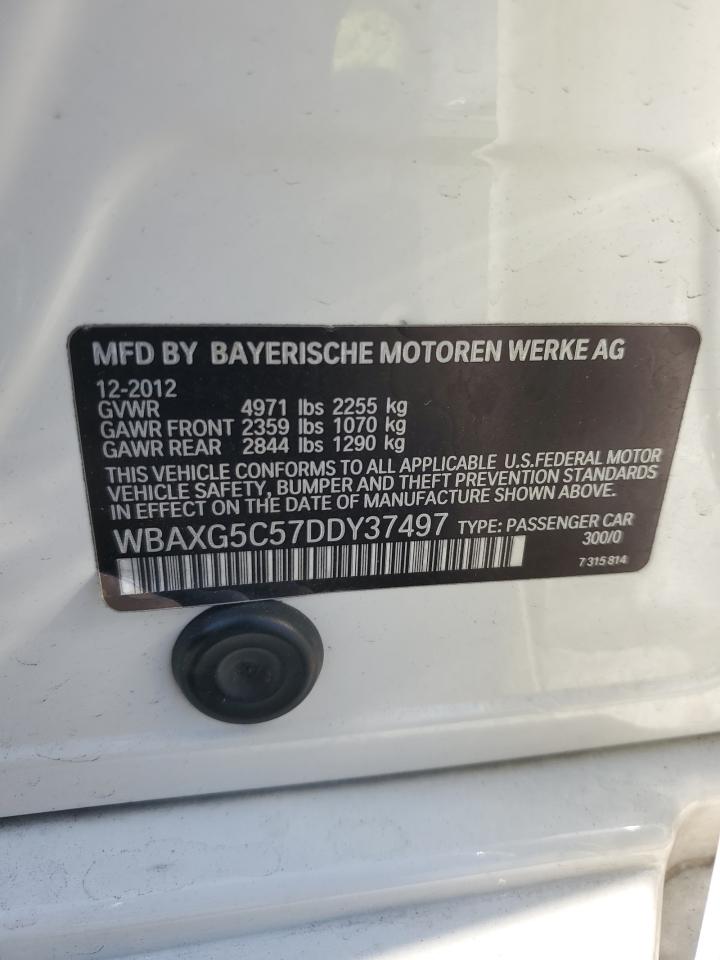 MFD BY BAYERISCHE MOTOREN WERKE AG
12-2012
GVWR 4971 lbs 2255 kg
GAWR FRONT 2359 lbs 1070 kg
GAWR REAR 2844 lbs 1290 kg
THIS VEHICLE CONFORMS TO ALL APPLICABLE U.S.FEDERAL MOTOR
VEHICLE SAFETY, BUMPER AND THEFT PREVENTION STANDARDS
IN EFFECT ON THE DATE OF MANUFACTURE SHOWN ABOVE.
WBAXG5C57DDY37497 TYPE: PASSENGER CAR
300/0
7 315 814